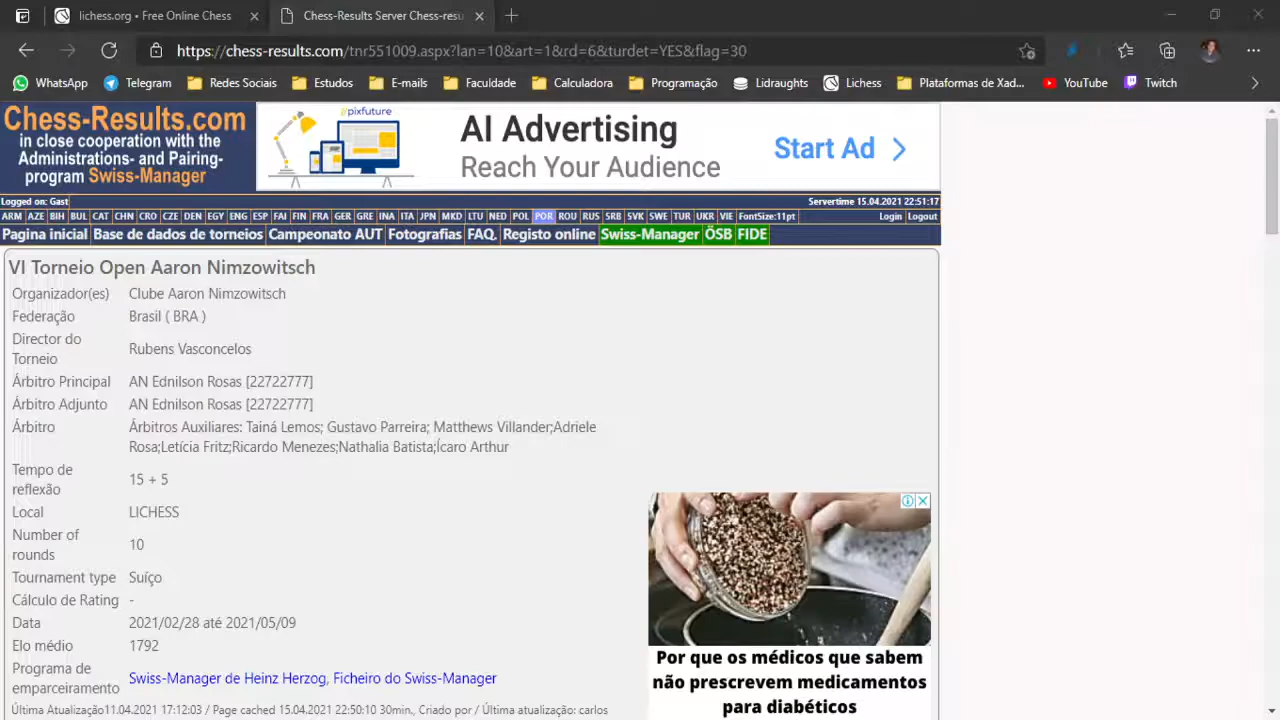 lichess.org • Free Online Chess
Chess-Results Server Chess-resu
https://chess-results.com/tnr551009.aspx?lan=10&art=1&rd=6&turdet=YES&flag=30
WhatsApp Telegram Redes Sociais Estudos E-mails Faculdade Calculadora Programação Lidraughts Lichess Plataformas de Xad... YouTube Twitch
Chess-Results.com
in close cooperation with the
Administrations- and Pairing-
program Swiss-Manager
#pixfuture
AI Advertising
Reach Your Audience
Start Ad
Logged on: Gast
Servertime 15.04.2021 22:51:17
ARM AZE BIH BUL CAT CHN CRO CZE DEN EGY ENG ESP FAI FIN FRA GER GRE INA ITA JPN MKD LTU NED POL POR ROU RUS SRB SVK SWE TUR UKR VIE FontSize:11pt Login Logout
Pagina inicial Base de dados de torneios Campeonato AUT Fotografias FAQ. Registo online Swiss-Manager ÖSB FIDE
VI Torneio Open Aaron Nimzowitsch
Organizador(es) Clube Aaron Nimzowitsch
Federação Brasil ( BRA )
Director do
Torneio
Rubens Vasconcelos
Árbitro Principal AN Ednilson Rosas [22722777]
Árbitro Adjunto AN Ednilson Rosas [22722777]
Árbitro Árbitros Auxiliares: Tainá Lemos; Gustavo Parreira; Matthews Villander;Adriele
Rosa;Letícia Fritz;Ricardo Menezes;Nathalia Batista;Ícaro Arthur
Tempo de
reflexão
15 + 5
Local LICHESS
Number of
rounds
10
Tournament type Suíço
Cálculo de Rating -
Data 2021/02/28 até 2021/05/09
Elo médio 1792
Programa de
emparceiramento
Swiss-Manager de Heinz Herzog, Ficheiro do Swiss-Manager
Última Atualização11.04.2021 17:12:03 / Page cached 15.04.2021 22:50:10 30min., Criado por / Última atualização: carlos
Por que os médicos que sabem
não prescrevem medicamentos
para diabéticos